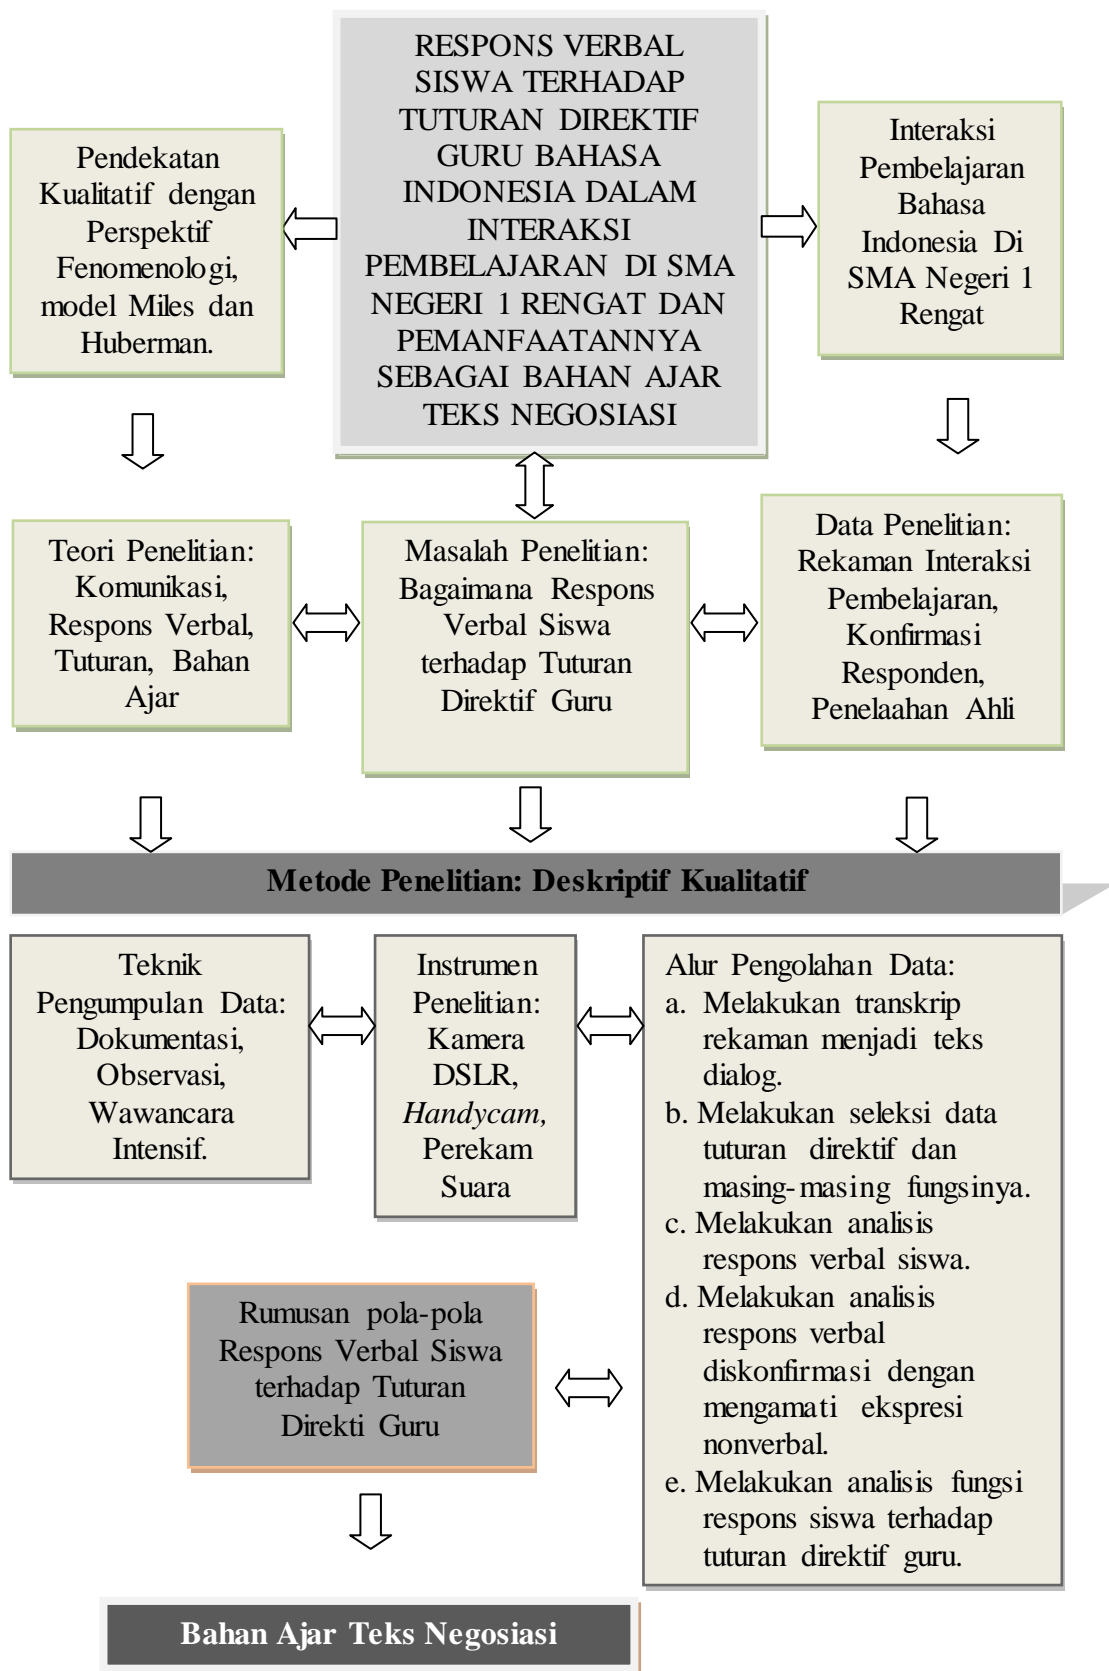 RESPONS VERBAL
SISWA TERHADAP
TUTURAN DIREKTIF
GURU BAHASA
INDONESIA DALAM
INTERAKSI
PEMBELAJARAN DI SMA
NEGERI 1 RENGAT DAN
PEMANFAATANNYA
SEBAGAI BAHAN AJAR
TEKS NEGOSIASI
Pendekatan
Kualitatif dengan
Perspektif
Fenomenologi,
model Miles dan
Huberman.
Interaksi
Pembelajaran
Bahasa
Indonesia Di
SMA Negeri 1
Rengat
Teori Penelitian:
Komunikasi,
Respons Verbal,
Tuturan, Bahan
Ajar
Masalah Penelitian:
Bagaimana Respons
Verbal Siswa
terhadap Tuturan
Direktif Guru
Data Penelitian:
Rekaman Interaksi
Pembelajaran,
Konfirmasi
Responden,
Penelaahan Ahli
Metode Penelitian: Deskriptif Kualitatif
Teknik
Pengumpulan Data:
Dokumentasi,
Observasi,
Wawancara
Intensif.
Instrumen
Penelitian:
Kamera
DSLR,
Handycam,
Perekam
Suara
Alur Pengolahan Data:
a. Melakukan transkrip
rekaman menjadi teks
dialog.
b. Melakukan seleksi data
tuturan direktif dan
masing-masing fungsinya.
c. Melakukan analisis
respons verbal siswa.
d. Melakukan analisis
respons verbal
diskonfirmasi dengan
mengamati ekspresi
nonverbal.
e. Melakukan analisis fungsi
respons siswa terhadap
tuturan direktif guru.
Rumusan pola-pola
Respons Verbal Siswa
terhadap Tuturan
Direkti Guru
Bahan Ajar Teks Negosiasi